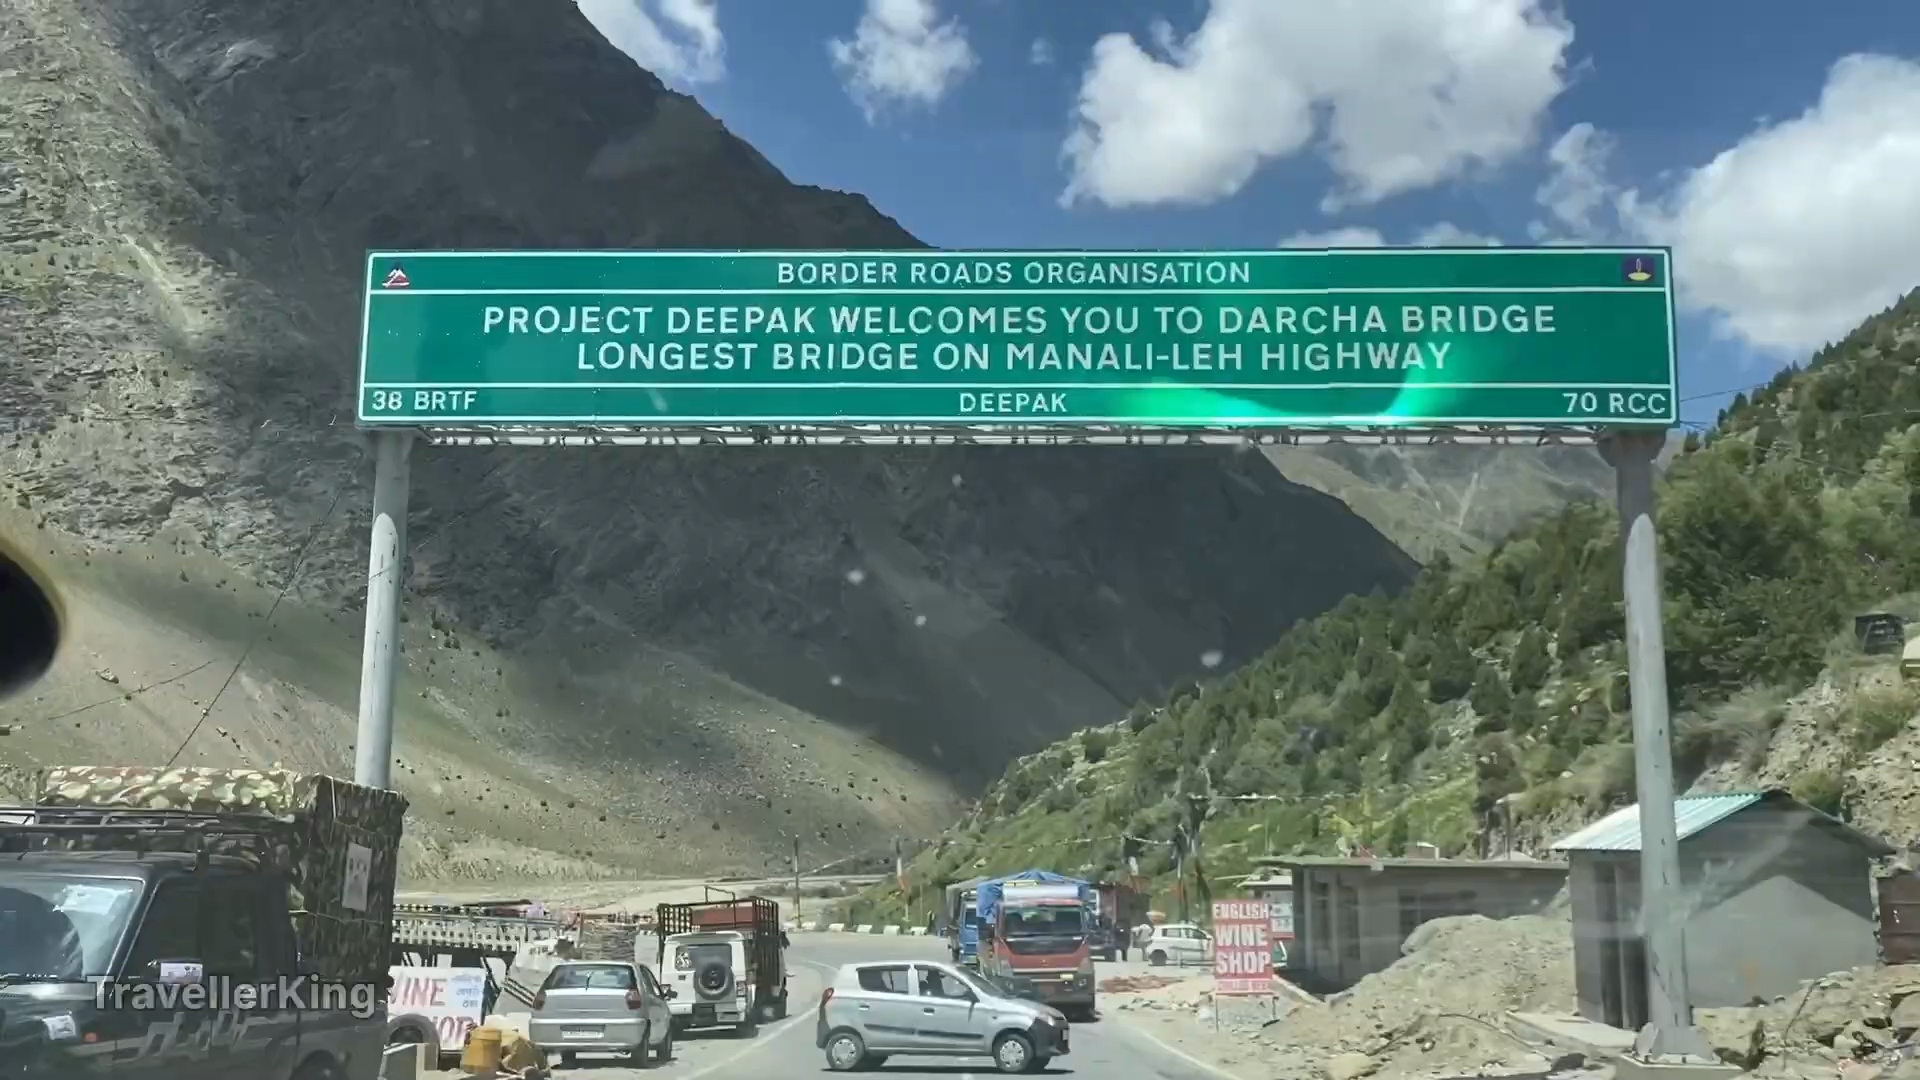 BORDER ROADS ORGANISATION
PROJECT DEEPAK WELCOMES YOU TO DARCHA BRIDGE
LONGEST BRIDGE ON MANALI-LEH HIGHWAY
38 BRTF DEEPAK 70 RCC
ENGLISH
WINE
SHOP
TravellerKing